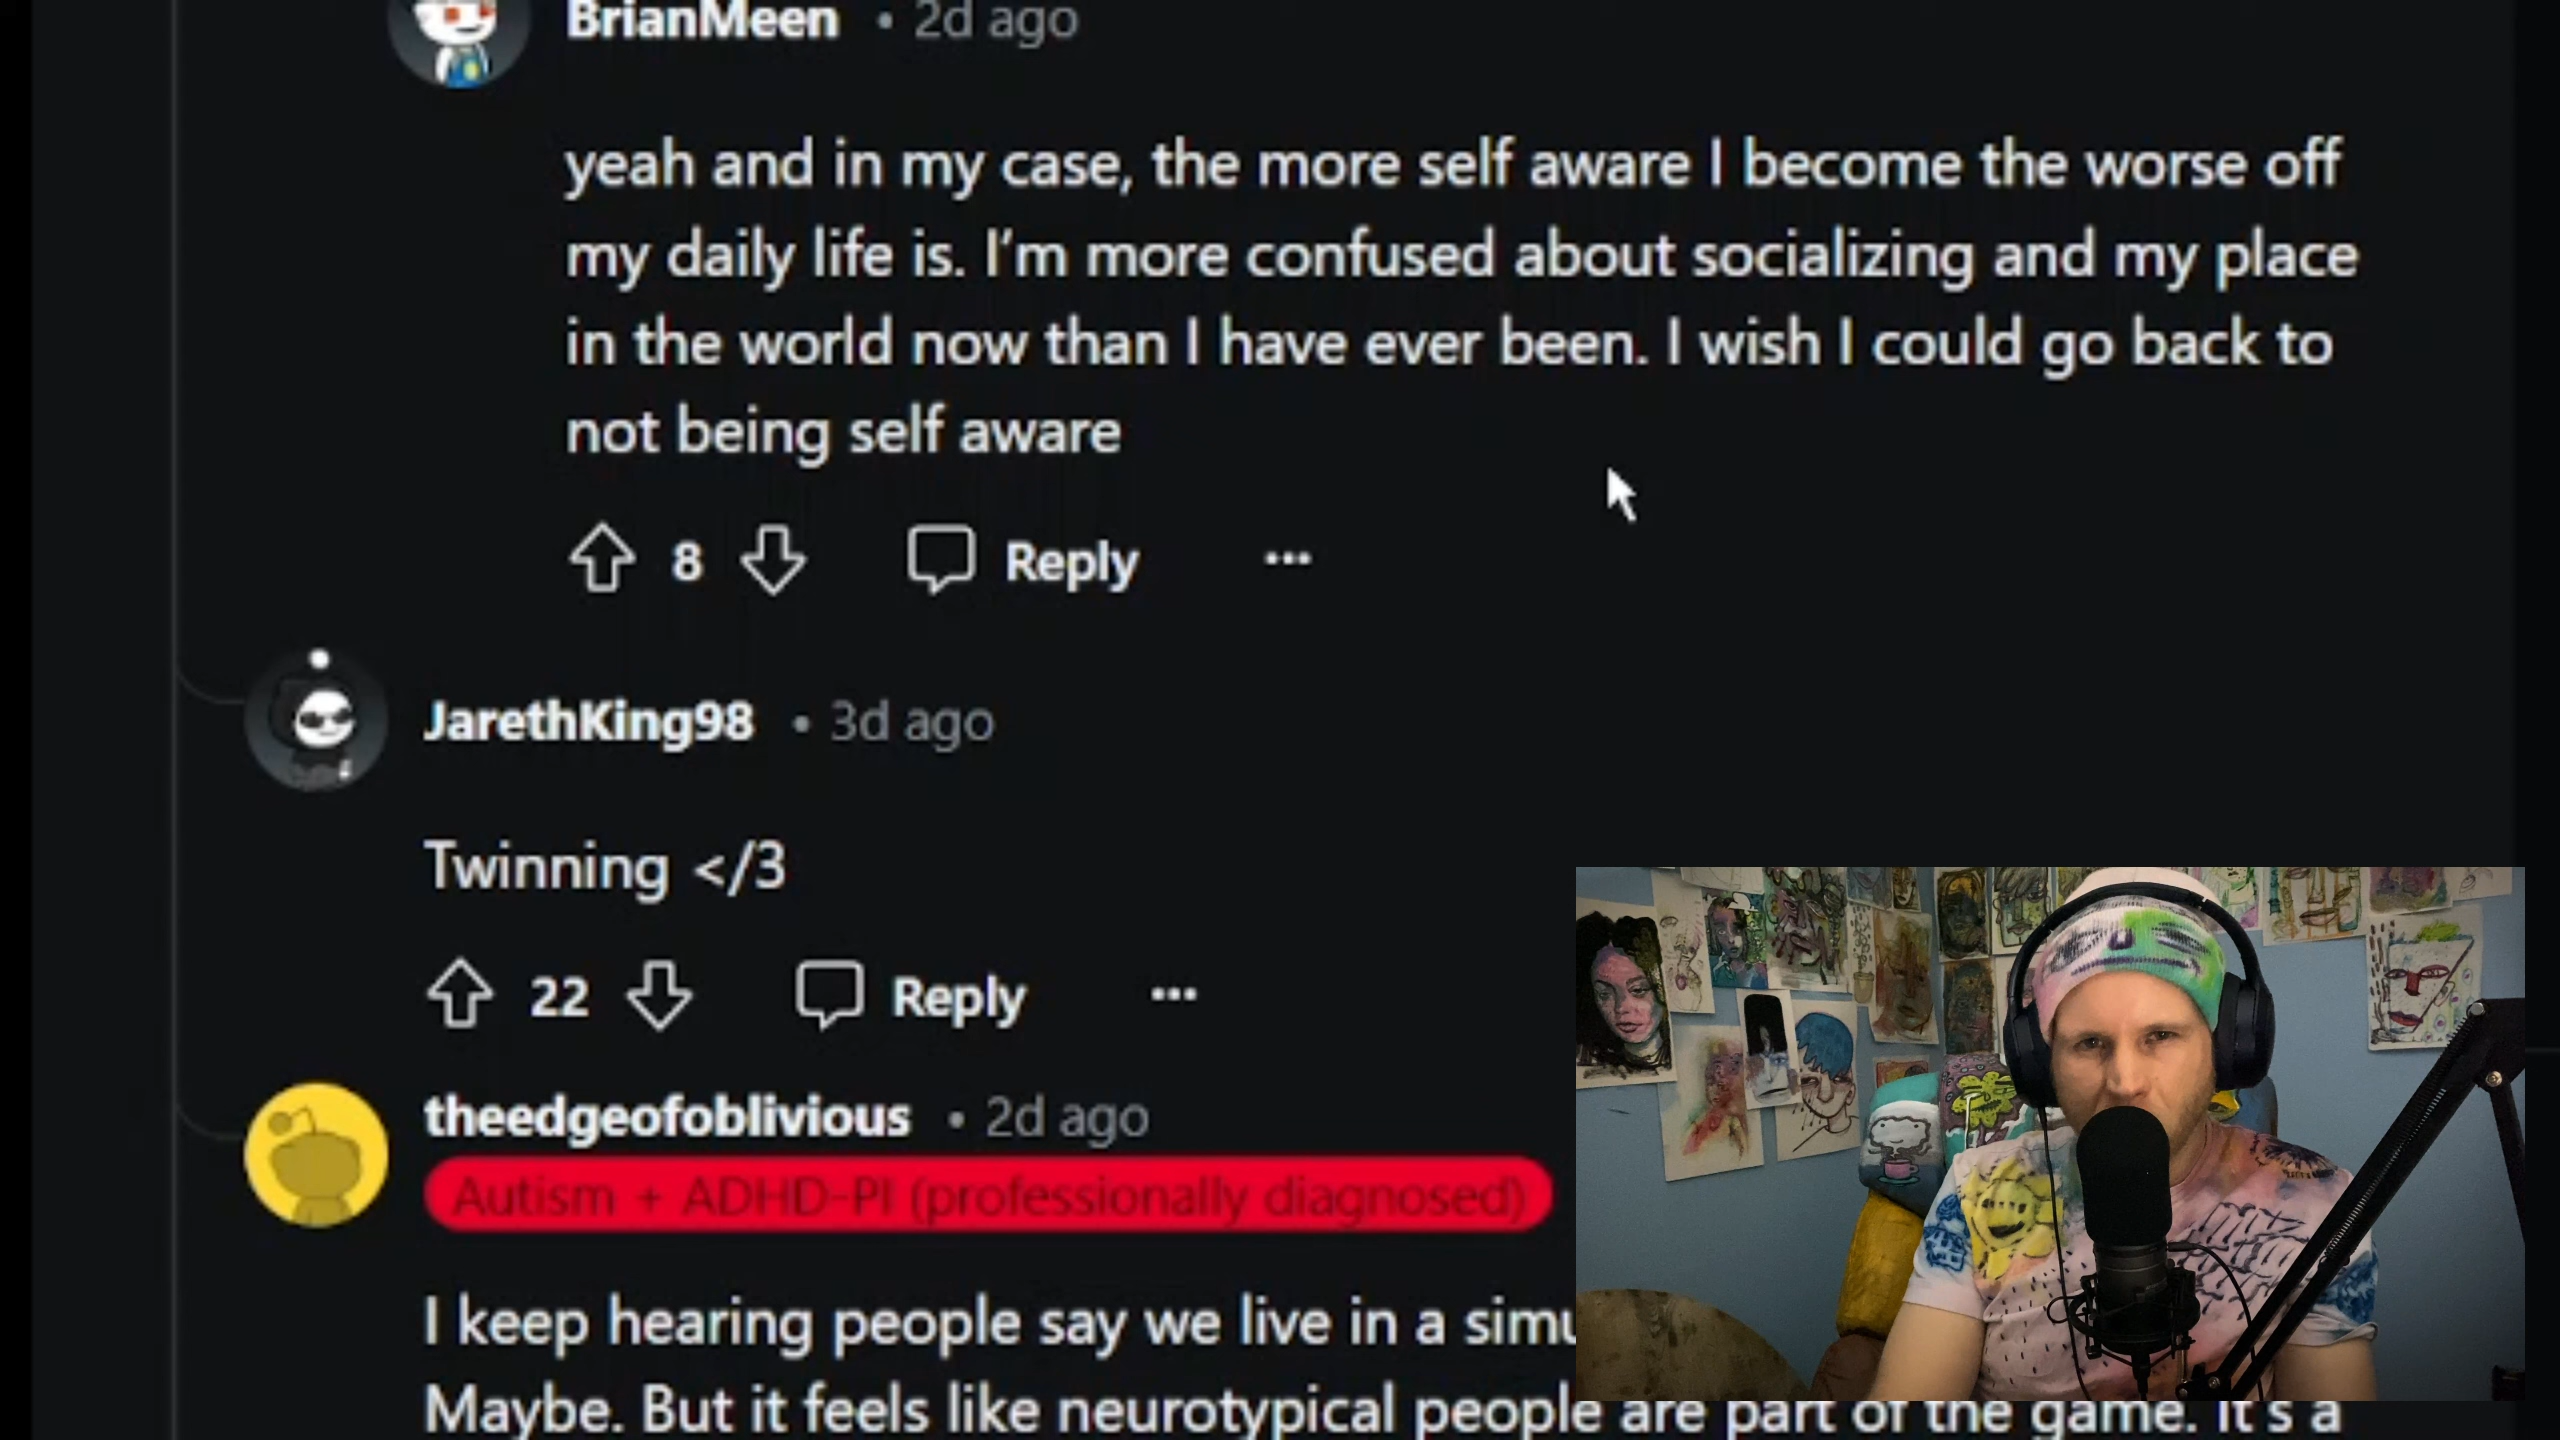 BrianMeen • 2d ago
yeah and in my case, the more self aware I become the worse off
my daily life is. I'm more confused about socializing and my place
in the world now than I have ever been. I wish I could go back to
not being self aware
8 Reply ...
JarethKing98 • 3d ago
Twinning </3
22 Reply ...
theedgeofoblivious • 2d ago
Autism + ADHD-PI (professionally diagnosed)
I keep hearing people say we live in a
Maybe. But it feels like neurotypical people are part of the game. It's a